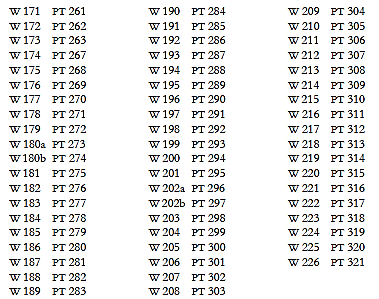 W 171 PT 261
W 172 PT 262
W 173 PT 263
W 174 PT 267
W 175 PT 268
W 176 PT 269
W 177 PT 270
W 178 PT 271
W 179 PT 272
W 180a PT 273
W 180b PT 274
W 181 PT 275
W 182 PT 276
W 183 PT 277
W 184 PT 278
W 185 PT 279
W 186 PT 280
W 187 PT 281
W 188 PT 282
W 189 PT 283
W 190 PT 284
W 191 PT 285
W 192 PT 286
W 193 PT 287
W 194 PT 288
W 195 PT 289
W 196 PT 290
W 197 PT 291
W 198 PT 292
W 199 PT 293
W 200 PT 294
W 201 PT 295
W 202a PT 296
W 202b PT 297
W 203 PT 298
W 204 PT 299
W 205 PT 300
W 206 PT 301
W 207 PT 302
W 208 PT 303
W 209 PT 304
W 210 PT 305
W 211 PT 306
W 212 PT 307
W 213 PT 308
W 214 PT 309
W 215 PT 310
W 216 PT 311
W 217 PT 312
W 218 PT 313
W 219 PT 314
W 220 PT 315
W 221 PT 316
W 222 PT 317
W 223 PT 318
W 224 PT 319
W 225 PT 320
W 226 PT 321